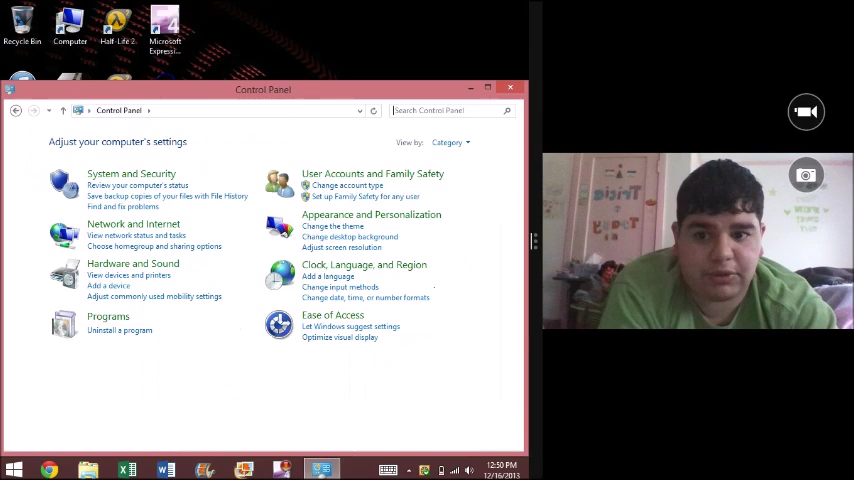 Recycle Bin
Computer
Half-Life 2
Microsoft
Expressi...
Control Panel
Control Panel
Search Control Panel
Adjust your computer's settings
View by: Category
System and Security
Review your computer's status
Save backup copies of your files with File History
Find and fix problems
Network and Internet
View network status and tasks
Choose homegroup and sharing options
Hardware and Sound
View devices and printers
Add a device
Adjust commonly used mobility settings
Programs
Uninstall a program
User Accounts and Family Safety
Change account type
Set up Family Safety for any user
Appearance and Personalization
Change the theme
Change desktop background
Adjust screen resolution
Clock, Language, and Region
Add a language
Change input methods
Change date, time, or number formats
Ease of Access
Let Windows suggest settings
Optimize visual display
12:50 PM
12/16/2013